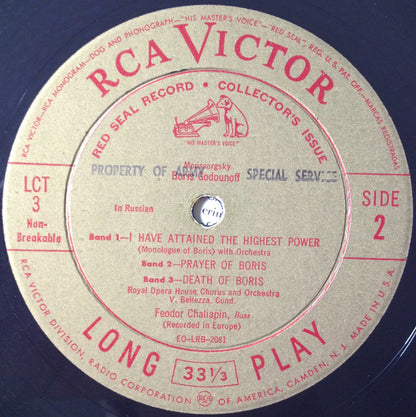 RCA VICTOR—RCA MONOGRAM—DOG AND PHONOGRAPH—"HIS MASTER'S VOICE"—"RED SEAL" REG. U.S. PAT. OFF.—MARCAS REGISTRADAS
RCA VICTOR
RED SEAL RECORD • COLLECTOR'S ISSUE
"HIS MASTER'S VOICE"
Moussorgsky
Boris Godounoff
PROPERTY OF ARMY SPECIAL SERVICE
LCT
3
Non-
Breakable
SIDE
2
In Russian
Band 1—I HAVE ATTAINED THE HIGHEST POWER
(Monologue of Boris) with Orchestra
Band 2—PRAYER OF BORIS
Band 3—DEATH OF BORIS
Royal Opera House, Chorus and Orchestra
V. Bellezza, Cond.
Feodor Chaliapin, Bass
(Recorded in Europe)
EO-LRB-2081
LONG 33⅓ PLAY
RCA VICTOR DIVISION, RADIO CORPORATION OF AMERICA, CAMDEN, N. J. MADE IN U.S.A.
RCA